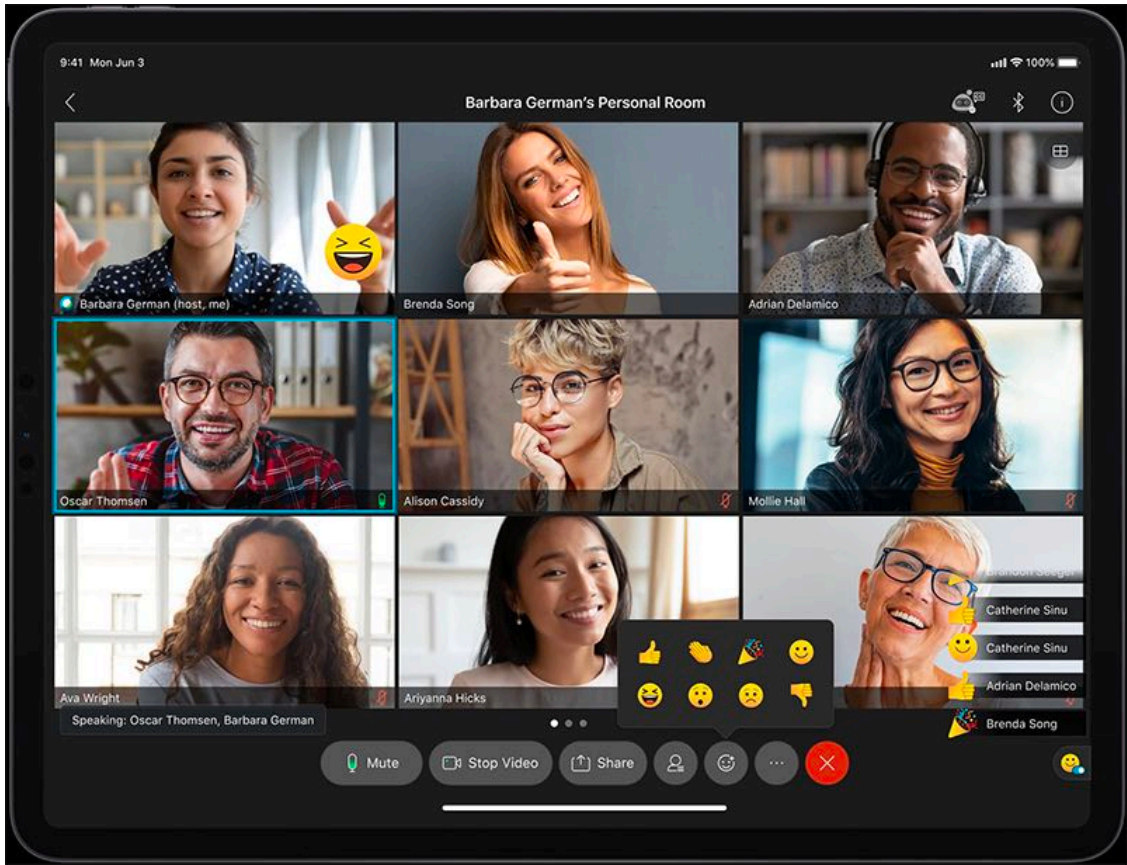 9:41 Mon Jun 3
100%
Barbara German's Personal Room
Barbara German (host, me)
Brenda Song
Adrian Delamico
Oscar Thomsen
Alison Cassidy
Mollie Hall
Brandon Seeger
Catherine Sinu
Catherine Sinu
Adrian Delamico
Brenda Song
Ava Wright
Ariyanna Hicks
Speaking: Oscar Thomsen, Barbara German
Mute
Stop Video
Share